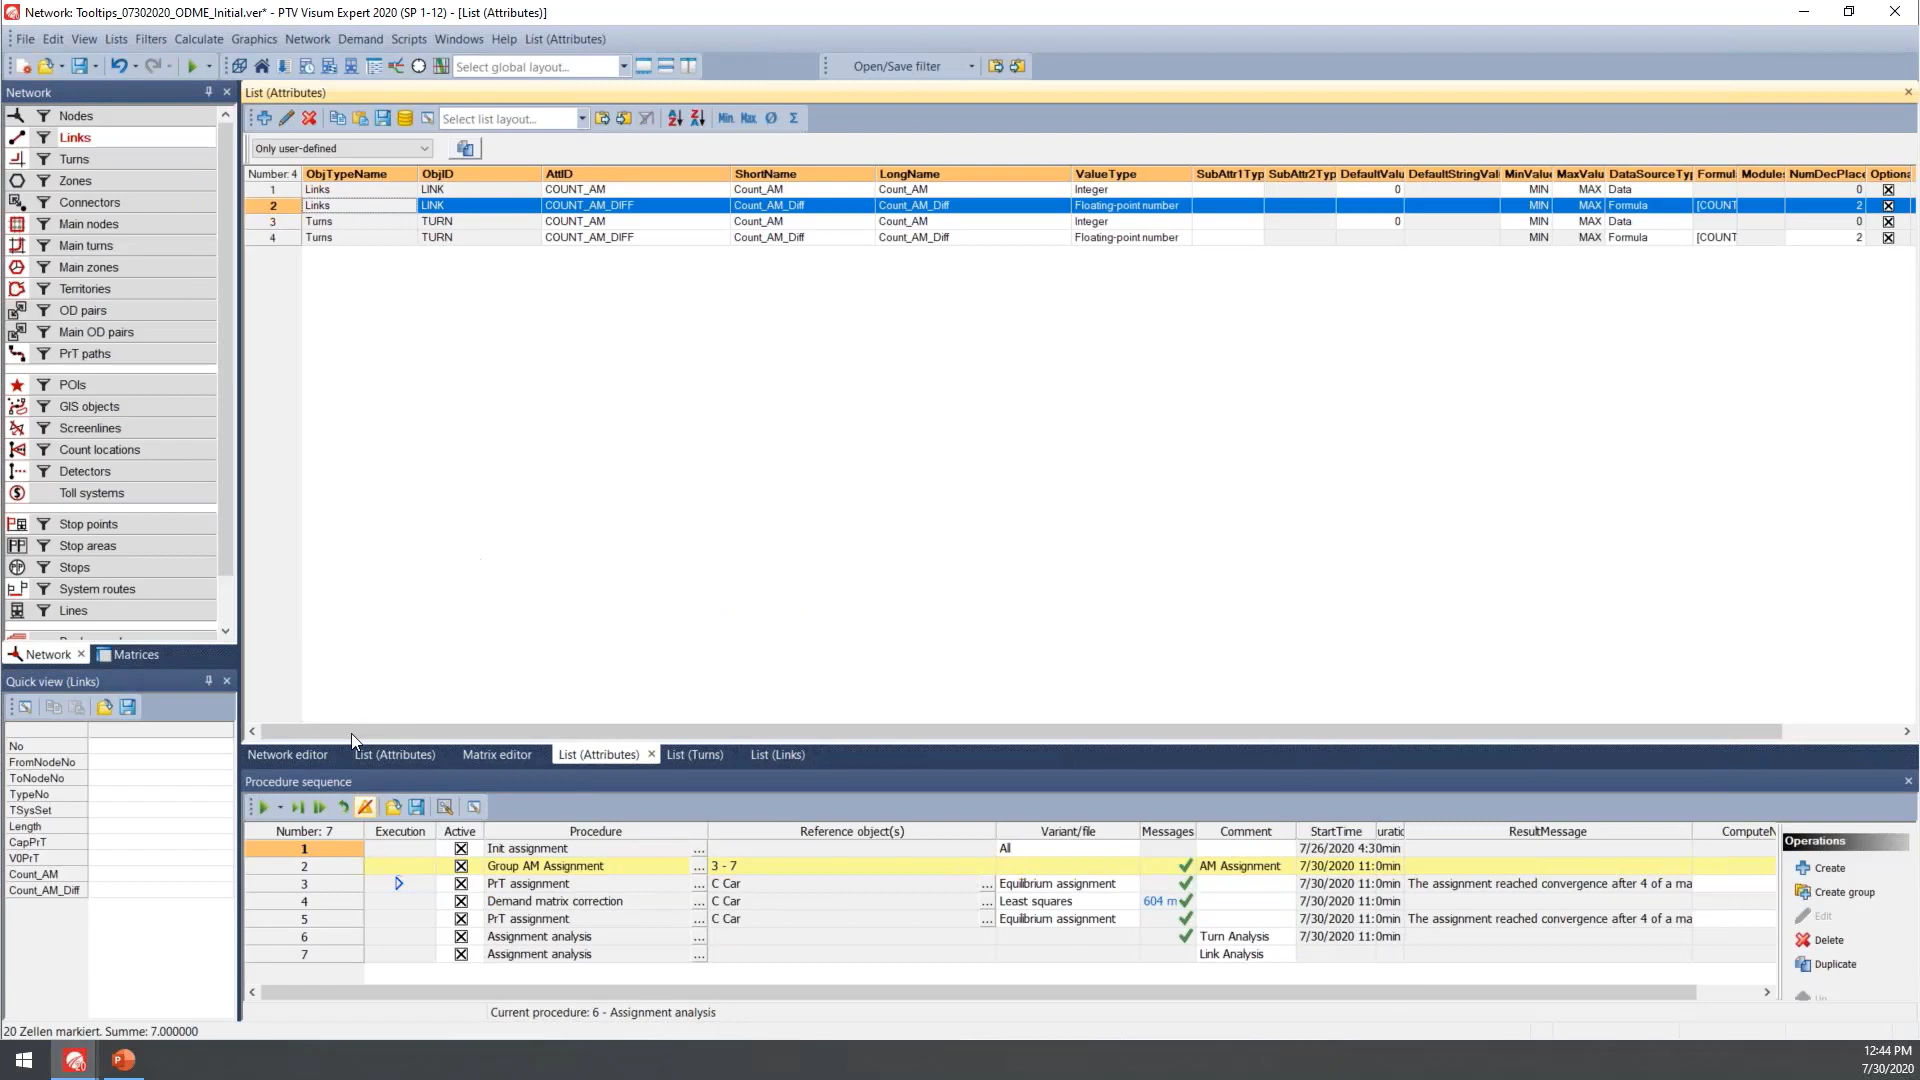 Network: Tooltips_07302020_ODME_Initial.ver* - PTV Visum Expert 2020 (SP 1-12) - [List (Attributes)]
File Edit View Lists Filters Calculate Graphics Network Demand Scripts Windows Help List (Attributes)
Select global layout... Open/Save filter
Network
Nodes
Links
Turns
Zones
Connectors
Main nodes
Main turns
Main zones
Territories
OD pairs
Main OD pairs
PrT paths
POIs
GIS objects
Screenlines
Count locations
Detectors
Toll systems
Stop points
Stop areas
Stops
System routes
Lines
Network Matrices
Quick view (Links)
No
FromNodeNo
ToNodeNo
TypeNo
TSysSet
Length
CapPrT
V0PrT
Count_AM
Count_AM_Diff
List (Attributes)
Select list layout... Min. Max Ø Σ
Only user-defined
Number: 4 ObjTypeName ObjID AttID ShortName LongName ValueType SubAttr1Typ SubAttr2Typ DefaultValu DefaultStringVal MinValu MaxValu DataSourceTy Formul Modules NumDecPlace Optiona
1 Links LINK COUNT_AM Count_AM Count_AM Integer 0 MIN MAX Data 0
2 Links LINK COUNT_AM_DIFF Count_AM_Diff Count_AM_Diff Floating-point number MIN MAX Formula [COUNT 2
3 Turns TURN COUNT_AM Count_AM Count_AM Integer 0 MIN MAX Data 0
4 Turns TURN COUNT_AM_DIFF Count_AM_Diff Count_AM_Diff Floating-point number MIN MAX Formula [COUNT 2
Network editor List (Attributes) Matrix editor List (Attributes) List (Turns) List (Links)
Procedure sequence
Number: 7 Execution Active Procedure Reference object(s) Variant/file Messages Comment StartTime uratic ResultMessage ComputeN
1 Init assignment ... All 7/26/2020 4:30min
2 Group AM Assignment ... 3 - 7 AM Assignment 7/30/2020 11:0min
3 PrT assignment ... C Car ... Equilibrium assignment 7/30/2020 11:0min The assignment reached convergence after 4 of a ma
4 Demand matrix correction ... C Car ... Least squares 604 m 7/30/2020 11:0min
5 PrT assignment ... C Car ... Equilibrium assignment 7/30/2020 11:0min The assignment reached convergence after 4 of a ma
6 Assignment analysis ... Turn Analysis 7/30/2020 11:0min
7 Assignment analysis ... Link Analysis
Operations
Create
Create group
Edit
Delete
Duplicate
Up
Current procedure: 6 - Assignment analysis
20 Zellen markiert. Summe: 7.000000
12:44 PM
7/30/2020